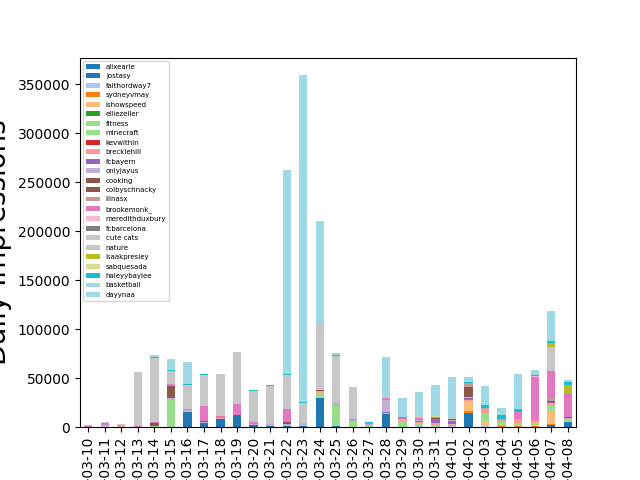 350000
300000
250000
200000
150000
100000
50000
0
Daily Impressions
alixearle
jostasy
faithordway7
sydneyvmay
ishowspeed
elliezeiler
fitness
minecraft
kevwithin
breckiehill
fcbayern
onlyjayus
cooking
colbyschnacky
illnasx
brookemonk_
meredithduxbury
fcbarcelona
cute cats
nature
isaakpresley
sabquesada
haleyybaylee
basketball
dayynaa
03-10
03-11
03-12
03-13
03-14
03-15
03-16
03-17
03-18
03-19
03-20
03-21
03-22
03-23
03-24
03-25
03-26
03-27
03-28
03-29
03-30
03-31
04-01
04-02
04-03
04-04
04-05
04-06
04-07
04-08